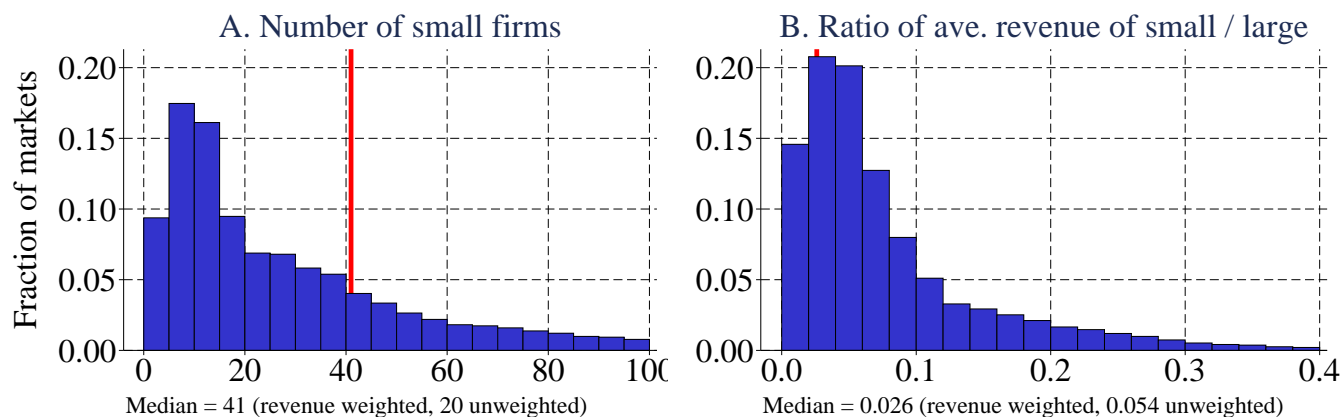 A. Number of small firms
Fraction of markets
0.20
0.15
0.10
0.05
0.00
0 20 40 60 80 100
Median = 41 (revenue weighted, 20 unweighted)
B. Ratio of ave. revenue of small / large
0.20
0.15
0.10
0.05
0.00
0.0 0.1 0.2 0.3 0.4
Median = 0.026 (revenue weighted, 0.054 unweighted)